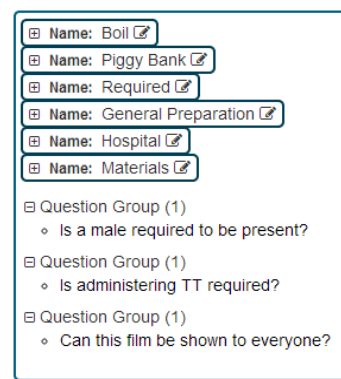 Name: Boil
Name: Piggy Bank
Name: Required
Name: General Preparation
Name: Hospital
Name: Materials
Question Group (1)
Is a male required to be present?
Question Group (1)
Is administering TT required?
Question Group (1)
Can this film be shown to everyone?